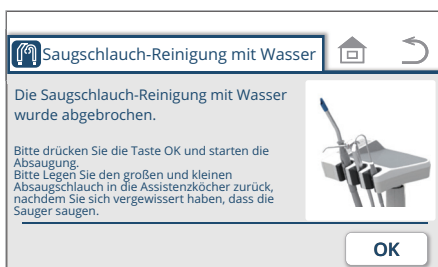 Saugschlauch-Reinigung mit Wasser
Die Saugschlauch-Reinigung mit Wasser
wurde abgebrochen.
Bitte drücken Sie die Taste OK und starten die
Absaugung.
Bitte Legen Sie den großen und kleinen
Absaugschlauch in die Assistenzköcher zurück,
nachdem Sie sich vergewissert haben, dass die
Sauger saugen.
OK